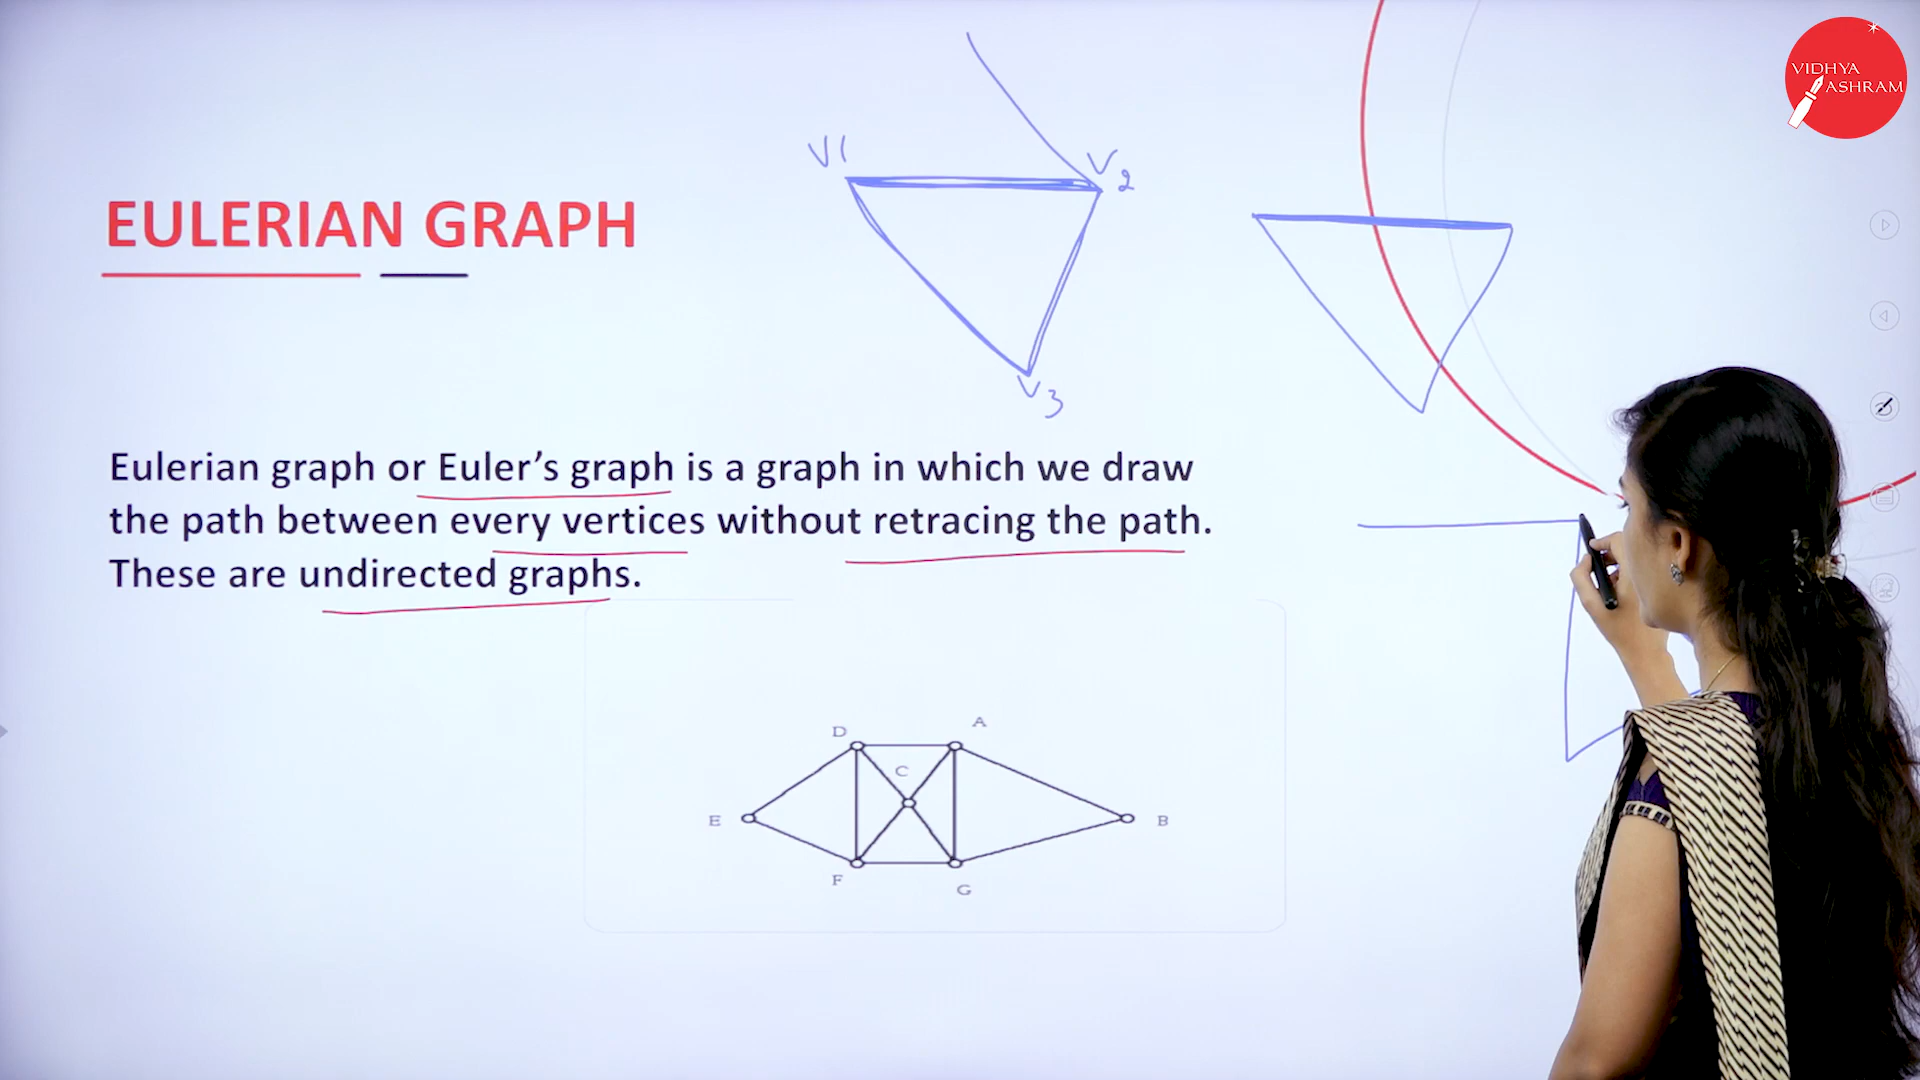 VIDHYA
ASHRAM
V1
V2
V3
EULERIAN GRAPH
Eulerian graph or Euler’s graph is a graph in which we draw
the path between every vertices without retracing the path.
These are undirected graphs.
D
A
C
E
B
F
G